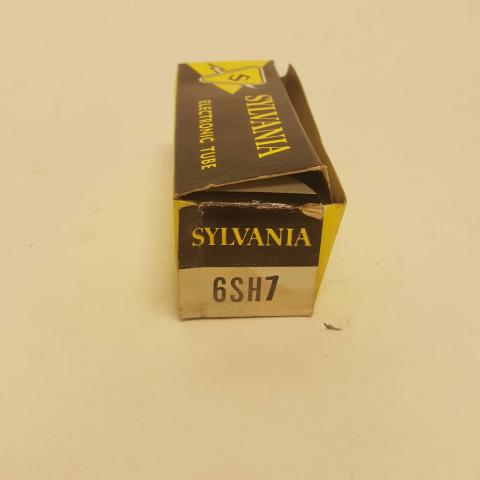 S
SYLVANIA
ELECTRONIC TUBE
SYLVANIA
6SH7